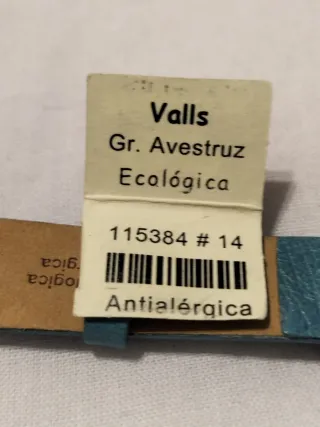 Valls
Gr. Avestruz
Ecológica
115384 # 14
Antialérgica